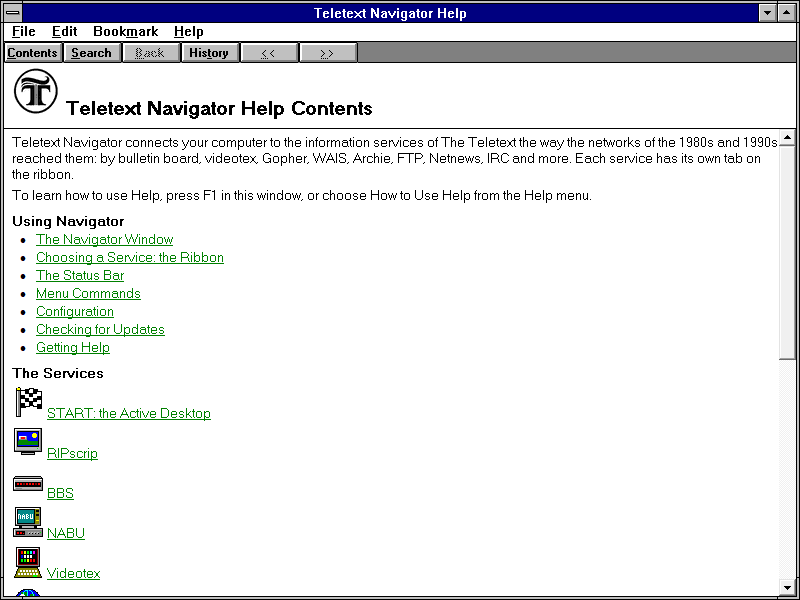 Teletext Navigator Help
File Edit Bookmark Help
Contents Search Back History << >>
Teletext Navigator Help Contents
Teletext Navigator connects your computer to the information services of The Teletext the way the networks of the 1980s and 1990s
reached them: by bulletin board, videotex, Gopher, WAIS, Archie, FTP, Netnews, IRC and more. Each service has its own tab on
the ribbon.
To learn how to use Help, press F1 in this window, or choose How to Use Help from the Help menu.
Using Navigator
• The Navigator Window
• Choosing a Service: the Ribbon
• The Status Bar
• Menu Commands
• Configuration
• Checking for Updates
• Getting Help
The Services
START: the Active Desktop
RIPscrip
BBS
NABU
NABU
Videotex